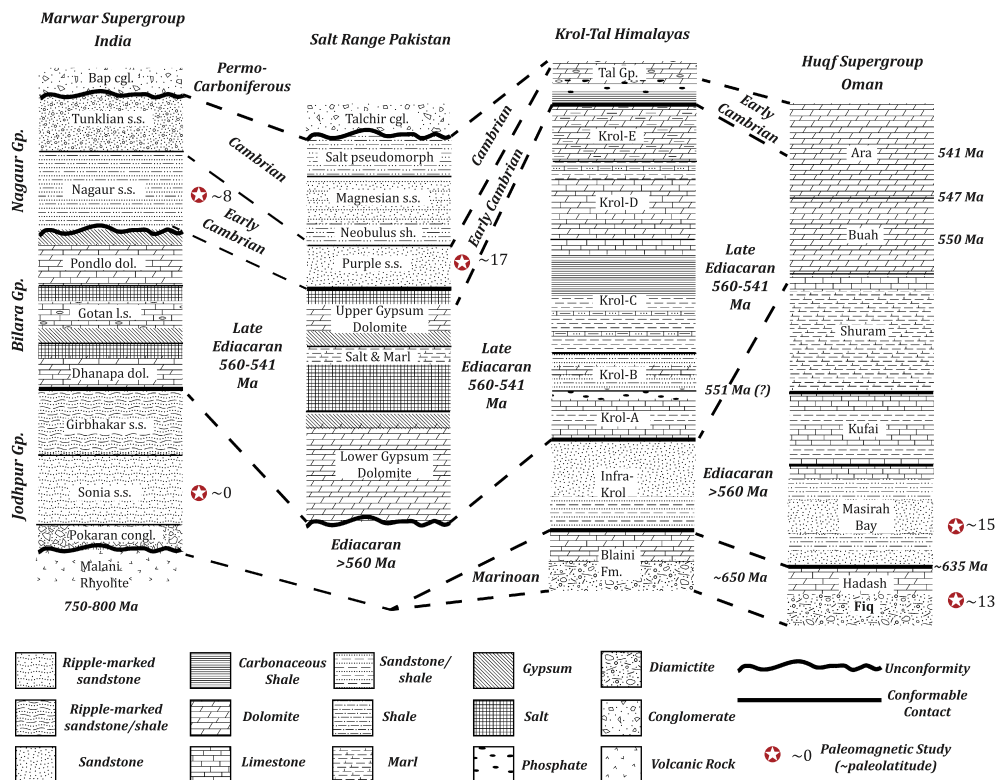 Marwar Supergroup
India
Bap cgl.
Tunklian s.s.
Nagaur s.s.
~8
Pondlo dol.
Gotan l.s.
Dhanapa dol.
Girbhakar s.s.
Sonia s.s.
~0
Pokaran congl.
Malani
Rhyolite
750-800 Ma
Nagaur Gp.
Bilara Gp.
Jodhpur Gp.
Permo-
Carboniferous
Cambrian
Early
Cambrian
Late
Ediacaran
560-541
Ma
Salt Range Pakistan
Talchir cgl.
Salt pseudomorph
Magnesian s.s.
Neobulus sh.
Purple s.s.
~17
Upper Gypsum
Dolomite
Salt & Marl
Lower Gypsum
Dolomite
Ediacaran
>560 Ma
Cambrian
Early Cambrian
Late
Ediacaran
560-541
Ma
Marinoan
Krol-Tal Himalayas
Tal Gp.
Krol-E
Krol-D
Krol-C
Krol-B
Krol-A
Infra-
Krol
Blaini
Fm.
Early
Cambrian
Late
Ediacaran
560-541
Ma
551 Ma (?)
Ediacaran
>560 Ma
~650 Ma
Huqf Supergroup
Oman
Ara
541 Ma
547 Ma
Buah
550 Ma
Shuram
Kufai
Masirah
Bay
~15
~635 Ma
Hadash
Fiq
~13
Ripple-marked
sandstone
Carbonaceous
Shale
Sandstone/
shale
Gypsum
Diamictite
Unconformity
Ripple-marked
sandstone/shale
Dolomite
Shale
Salt
Conglomerate
Conformable
Contact
Sandstone
Limestone
Marl
Phosphate
Volcanic Rock
~0
Paleomagnetic Study
(~paleolatitude)